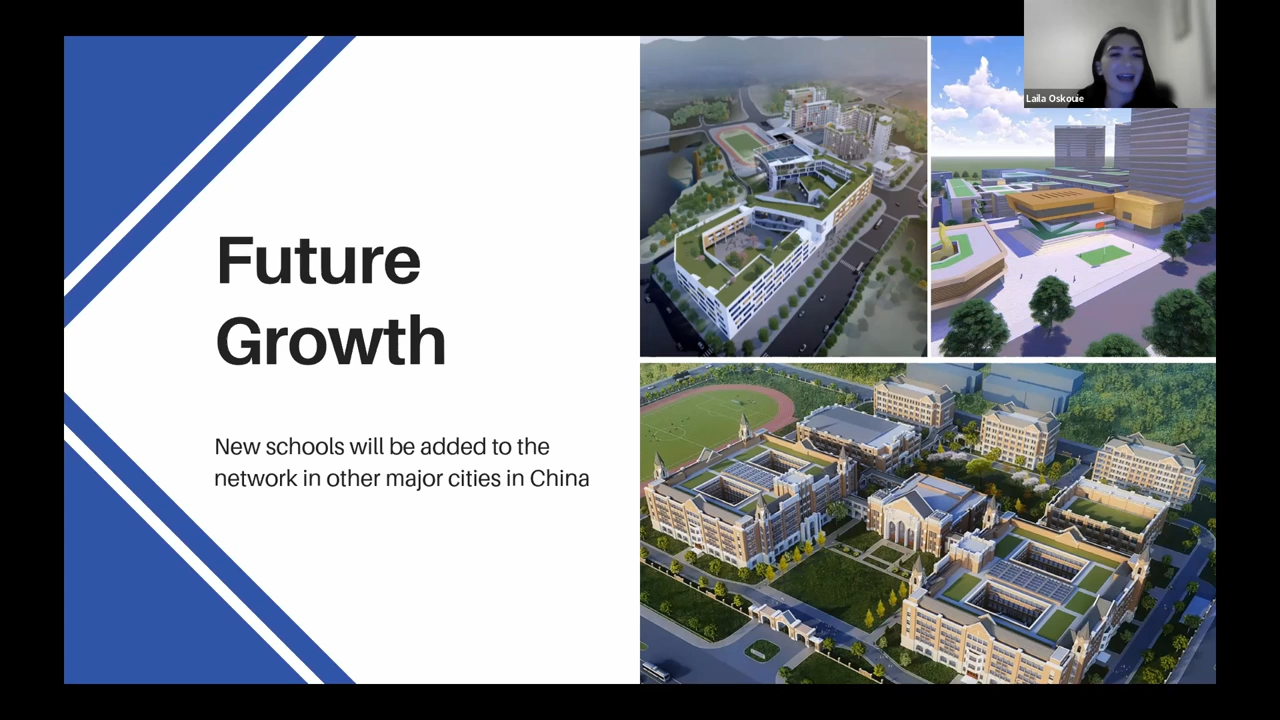 Laila Oskouie
Future
Growth
New schools will be added to the
network in other major cities in China